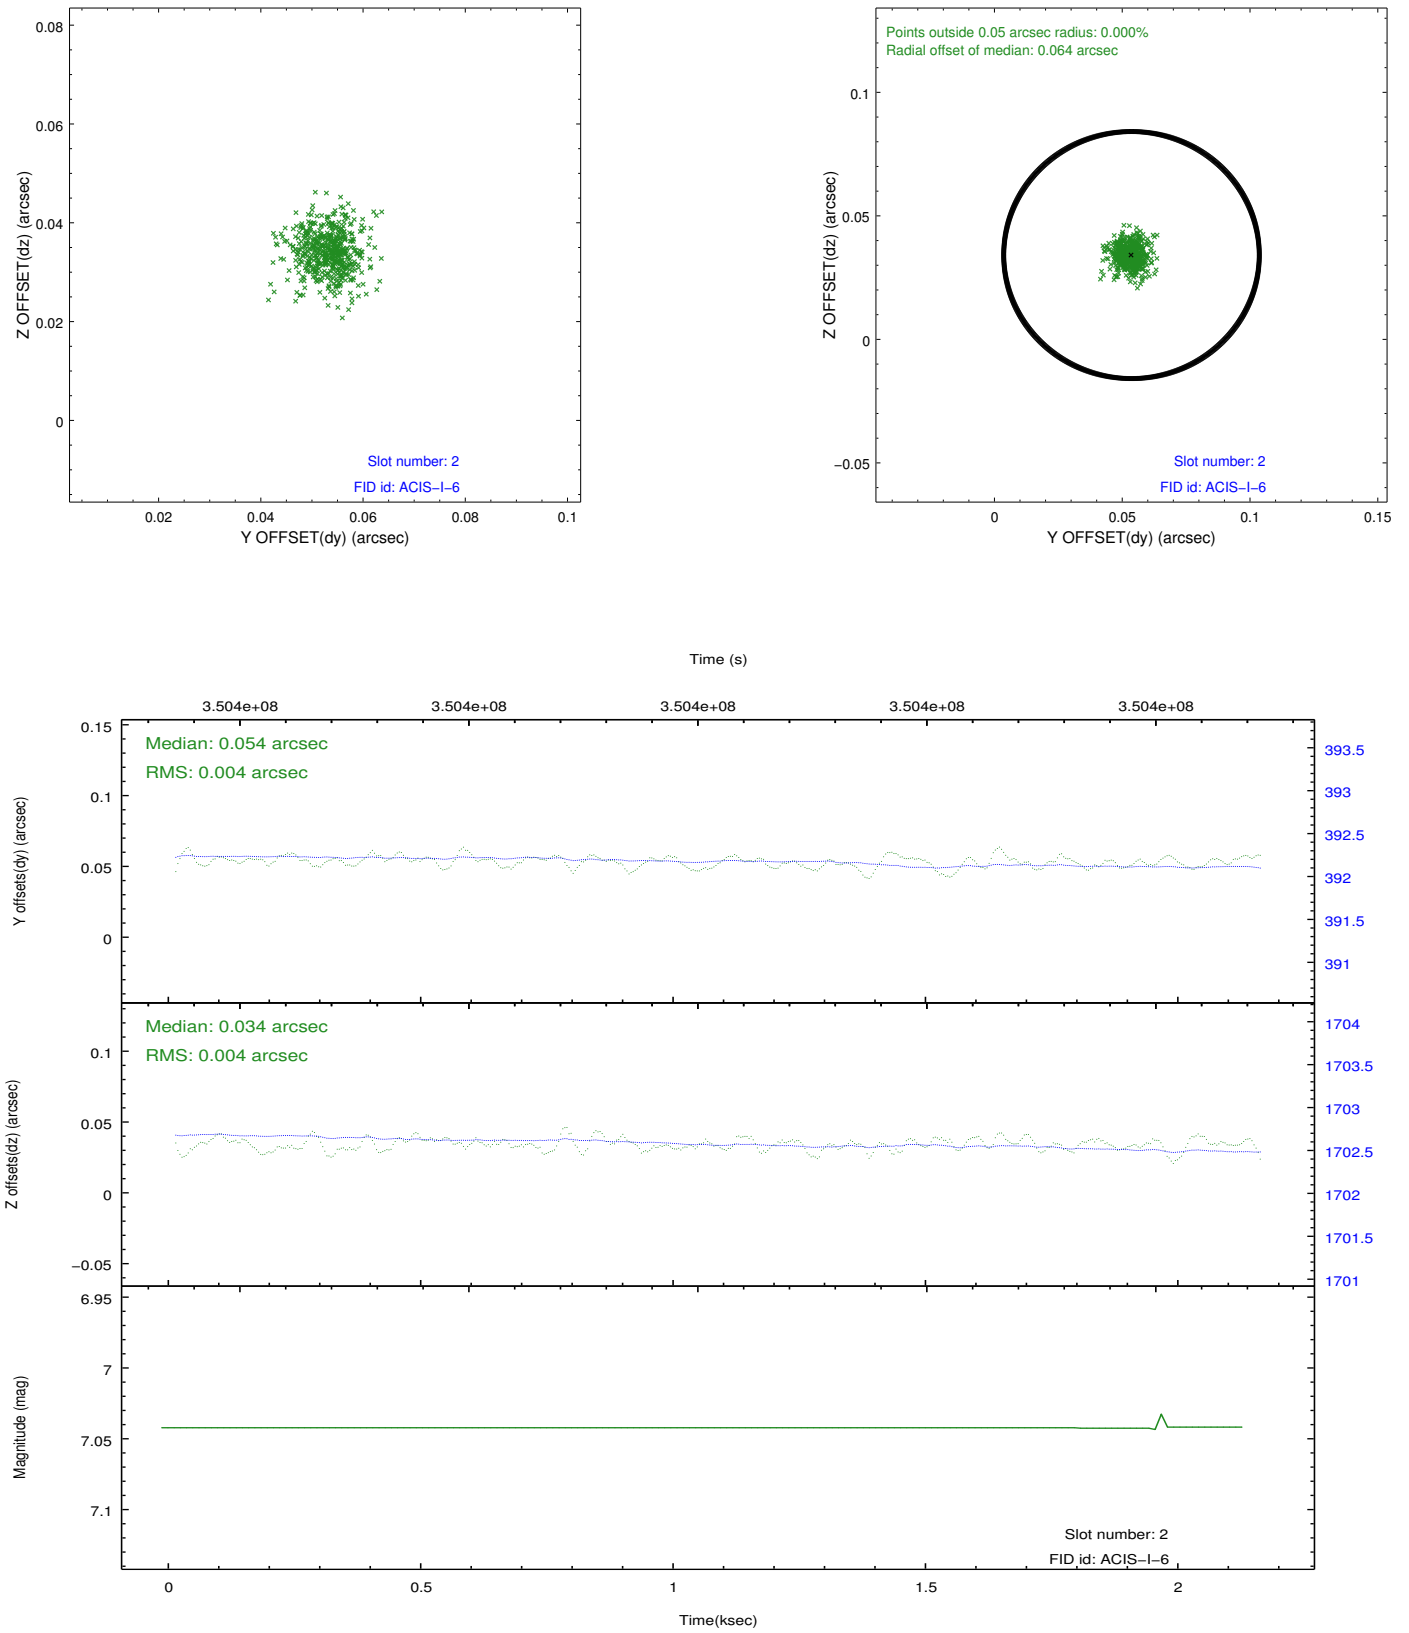 0.08
0.06
0.04
0.02
0
Z OFFSET(dz) (arcsec)
Slot number: 2
FID id: ACIS−I−6
0.02 0.04 0.06 0.08 0.1
Y OFFSET(dy) (arcsec)
Points outside 0.05 arcsec radius: 0.000%
Radial offset of median: 0.064 arcsec
0.1
0.05
0
−0.05
Z OFFSET(dz) (arcsec)
Slot number: 2
FID id: ACIS−I−6
0 0.05 0.1 0.15
Y OFFSET(dy) (arcsec)
Time (s)
3.504e+08 3.504e+08 3.504e+08 3.504e+08 3.504e+08
0.15
0.1
0.05
0
Y offsets(dy) (arcsec)
Median: 0.054 arcsec
RMS: 0.004 arcsec
393.5
393
392.5
392
391.5
391
0.1
0.05
0
−0.05
Z offsets(dz) (arcsec)
Median: 0.034 arcsec
RMS: 0.004 arcsec
1704
1703.5
1703
1702.5
1702
1701.5
1701
6.95
7
7.05
7.1
Magnitude (mag)
Slot number: 2
FID id: ACIS−I−6
0 0.5 1 1.5 2
Time(ksec)